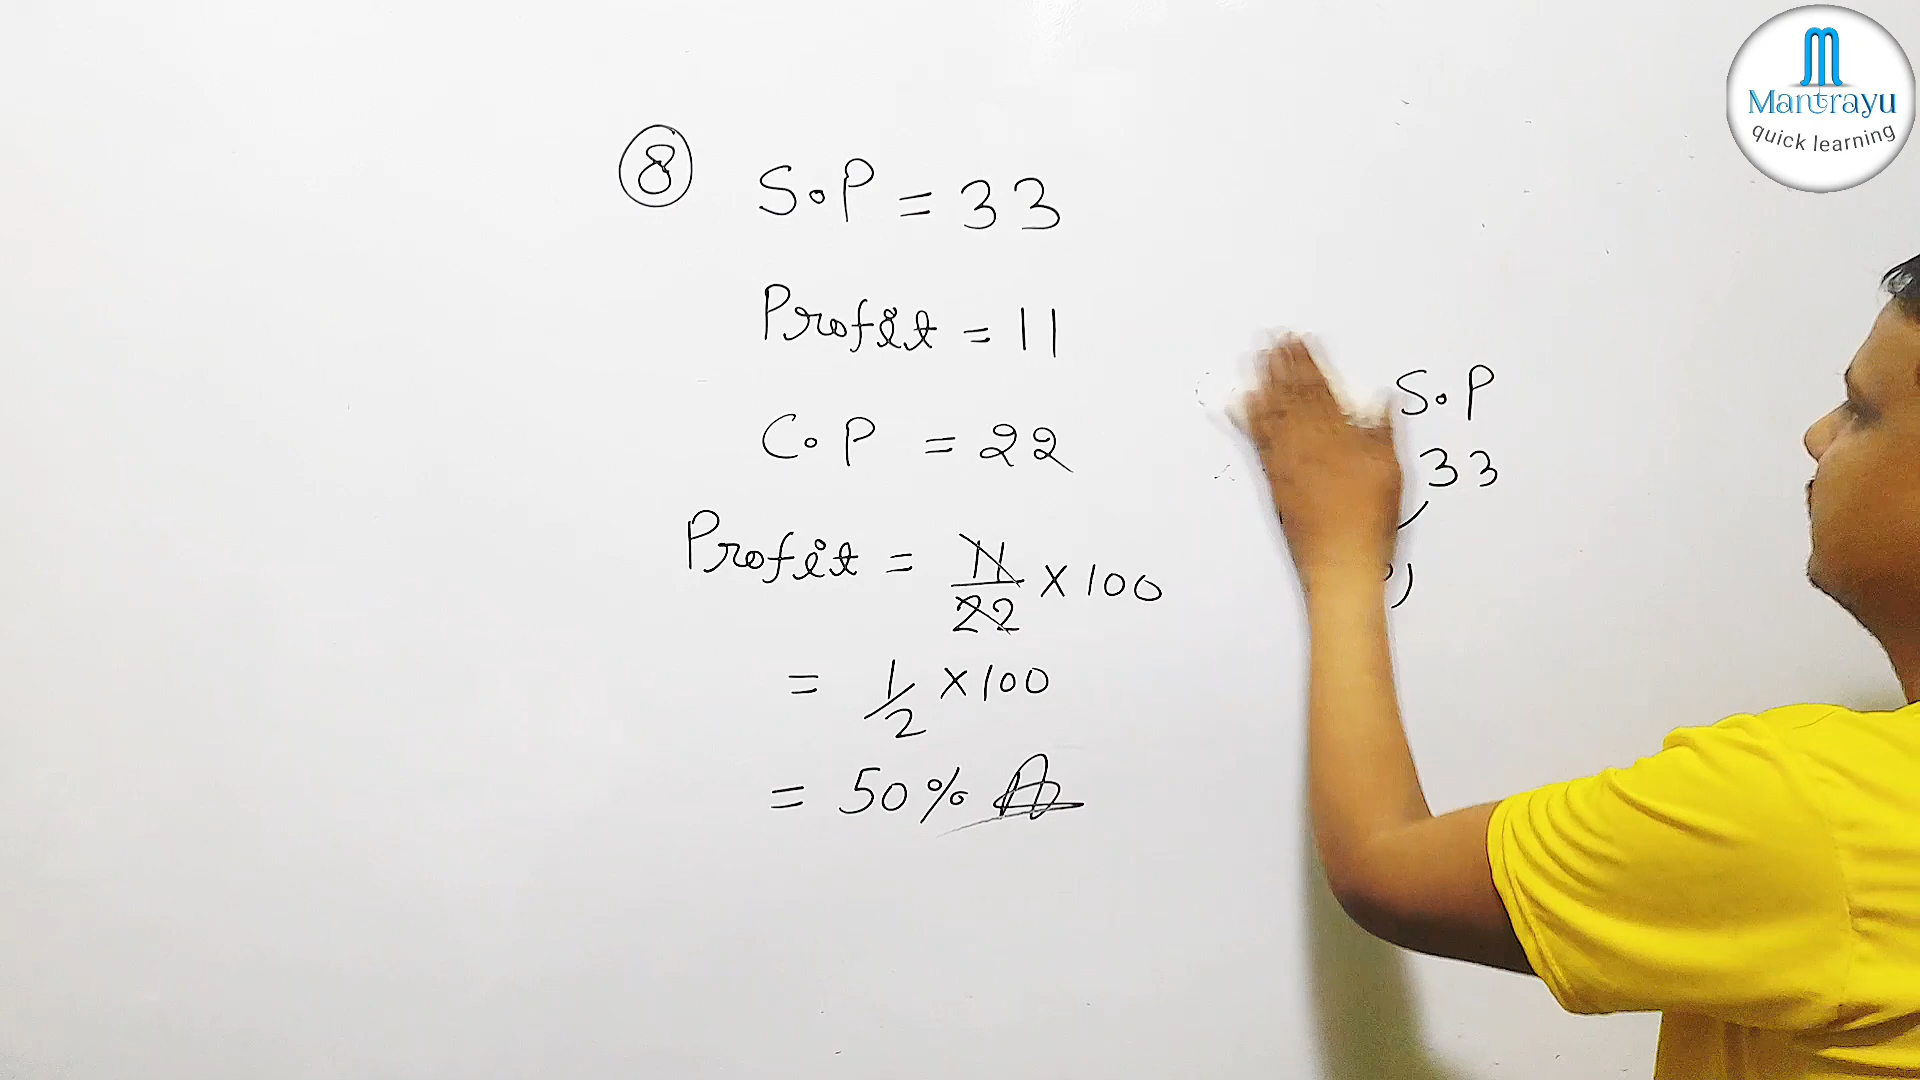 Mantrayu
quick learning
8 S.P = 33
Profit = 11
C.P = 22
Profit = 11/22 × 100
= 1/2 × 100
= 50% A
S.P
33